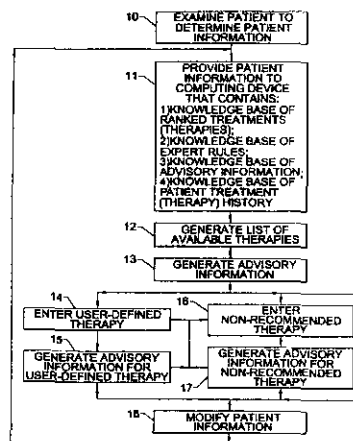 10
EXAMINE PATIENT TO
DETERMINE PATIENT
INFORMATION
11
PROVIDE PATIENT
INFORMATION TO
COMPUTING DEVICE
THAT CONTAINS:
1)KNOWLEDGE BASE OF
RANKED TREATMENTS
(THERAPIES);
2)KNOWLEDGE BASE OF
EXPERT RULES;
3)KNOWLEDGE BASE OF
ADVISORY INFORMATION;
4)KNOWLEDGE BASE OF
PATIENT TREATMENT
(THERAPY) HISTORY
12
GENERATE LIST OF
AVAILABLE THERAPIES
13
GENERATE ADVISORY
INFORMATION
14
ENTER USER-DEFINED
THERAPY
15
GENERATE ADVISORY
INFORMATION FOR
USER-DEFINED THERAPY
16
ENTER
NON-RECOMMENDED
THERAPY
GENERATE ADVISORY
INFORMATION FOR
NON-RECOMMENDED
THERAPY
17
18
MODIFY PATIENT
INFORMATION